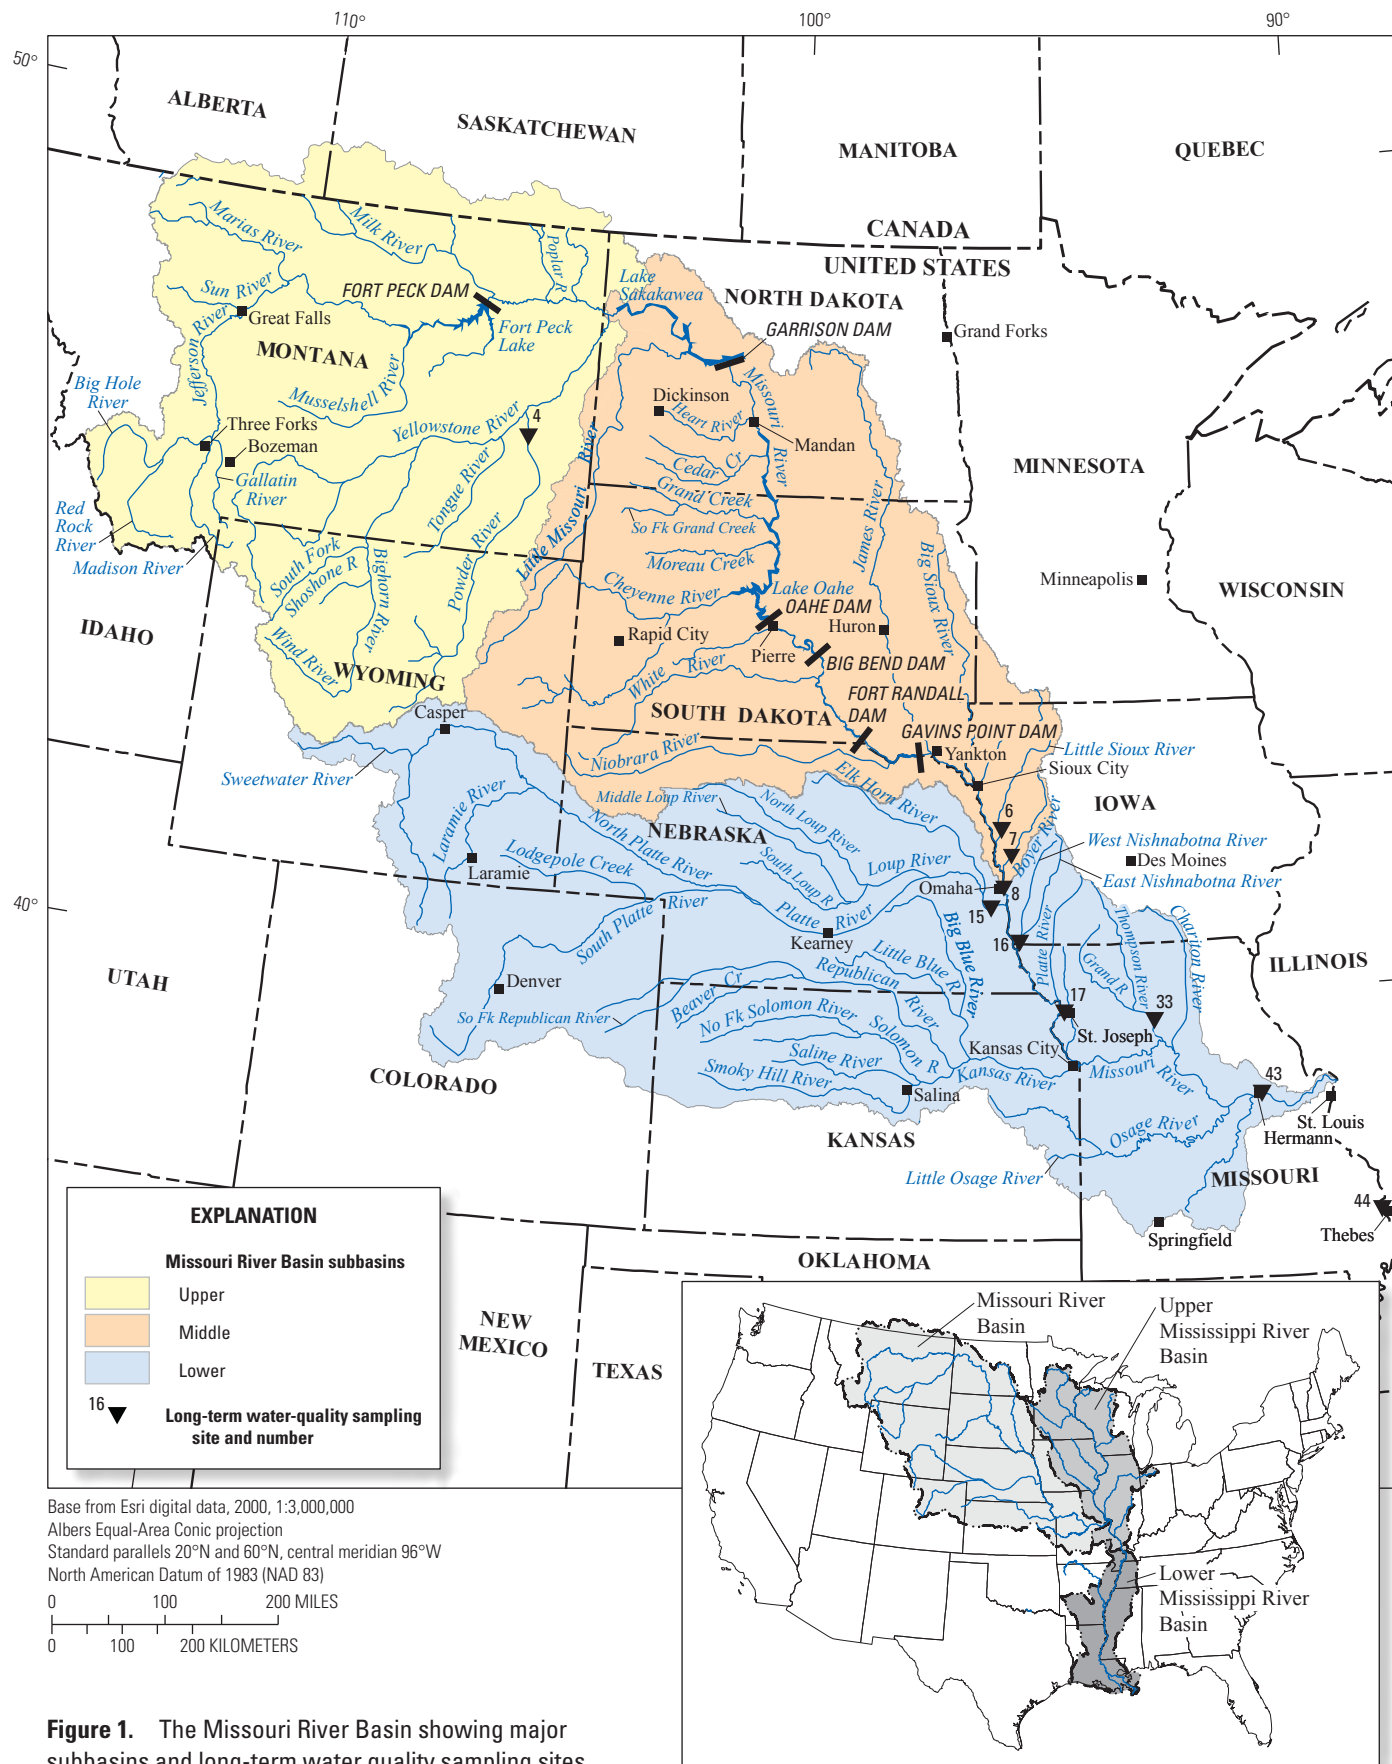 110°
100°
90°
50°
40°
ALBERTA
SASKATCHEWAN
MANITOBA
QUEBEC
CANADA
UNITED STATES
Marias River
Milk River
Poplar R
Sun River
FORT PECK DAM
Great Falls
Fort Peck
Lake
MONTANA
Jefferson River
Big Hole
River
Musselshell River
Yellowstone River
4
Three Forks
Bozeman
Gallatin
River
Red
Rock
River
Madison River
Tongue River
Powder River
South Fork
Shoshone R
Bighorn River
Wind River
IDAHO
WYOMING
Lake
Sakakawea
NORTH DAKOTA
GARRISON DAM
Grand Forks
Dickinson
Heart River
Missouri
River
Mandan
Cedar Cr
Grand Creek
So Fk Grand Creek
Moreau Creek
Little Missouri River
James River
Big Sioux River
MINNESOTA
Minneapolis
WISCONSIN
Cheyenne River
Lake Oahe
OAHE DAM
Huron
Rapid City
Pierre
BIG BEND DAM
White River
FORT RANDALL
DAM
SOUTH DAKOTA
GAVINS POINT DAM
Yankton
Niobrara River
Little Sioux River
Sioux City
Casper
Sweetwater River
Elk Horn River
IOWA
Middle Loup River
North Loup River
Laramie River
North Platte River
NEBRASKA
6
7
Boyer River
West Nishnabotna River
Des Moines
East Nishnabotna River
Lodgepole Creek
South Loup R
Loup River
Laramie
Omaha
8
15
South Platte River
Platte River
Kearney
Big Blue River
16
Platte River
Grand R
Thompson River
Chariton River
ILLINOIS
Little Blue R
UTAH
Denver
Beaver Cr
Republican River
So Fk Republican River
No Fk Solomon River
Solomon R
17
33
St. Joseph
Kansas City
Saline River
Smoky Hill River
Kansas River
Missouri River
COLORADO
Salina
43
St. Louis
Hermann
KANSAS
Osage River
Little Osage River
MISSOURI
44
Thebes
Springfield
OKLAHOMA
NEW
MEXICO
TEXAS
EXPLANATION
Missouri River Basin subbasins
Upper
Middle
Lower
16
Long-term water-quality sampling
site and number
Missouri River
Basin
Upper
Mississippi River
Basin
Lower
Mississippi River
Basin
Base from Esri digital data, 2000, 1:3,000,000
Albers Equal-Area Conic projection
Standard parallels 20°N and 60°N, central meridian 96°W
North American Datum of 1983 (NAD 83)
0 100 200 MILES
0 100 200 KILOMETERS
Figure 1. The Missouri River Basin showing major
subbasins and long-term water quality sampling sites